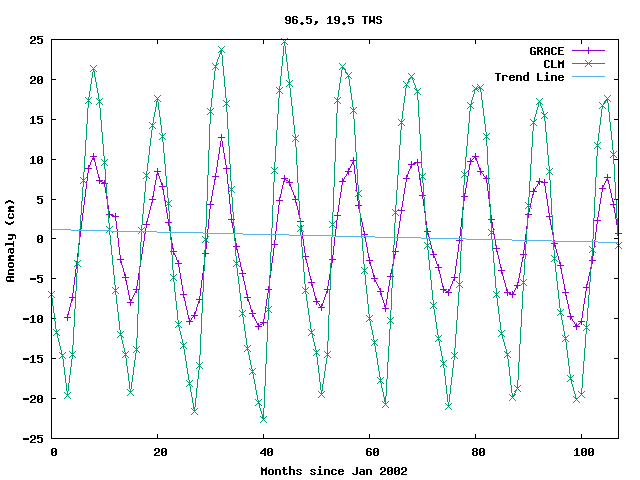 96.5, 19.5 TWS
GRACE
CLM
Trend Line
25
20
15
10
5
0
-5
-10
-15
-20
-25
Anomaly (cm)
0 20 40 60 80 100
Months since Jan 2002